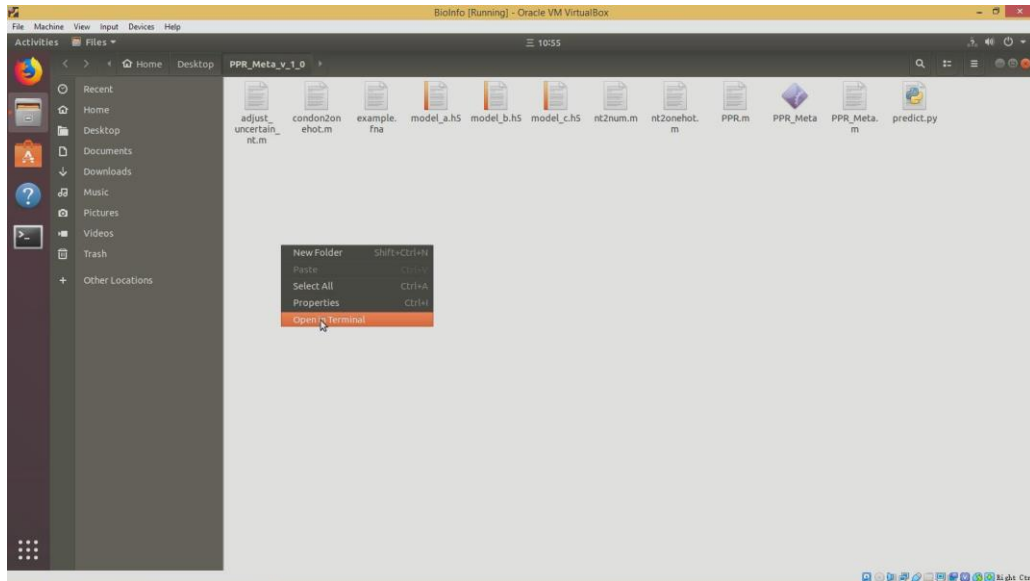 BioInfo [Running] - Oracle VM VirtualBox
File Machine View Input Devices Help
Activities Files 三 10:55
Home Desktop PPR_Meta_v_1_0
Recent
Home
Desktop
Documents
Downloads
Music
Pictures
Videos
Trash
+ Other Locations
adjust_
uncertain_
nt.m
condon2on
ehot.m
example.
fna
model_a.h5
model_b.h5
model_c.h5
nt2num.m
nt2onehot.
m
PPR.m
PPR_Meta
PPR_Meta.
m
predict.py
New Folder Shift+Ctrl+N
Paste Ctrl+V
Select All Ctrl+A
Properties Ctrl+I
Open in Terminal
Right Ctr